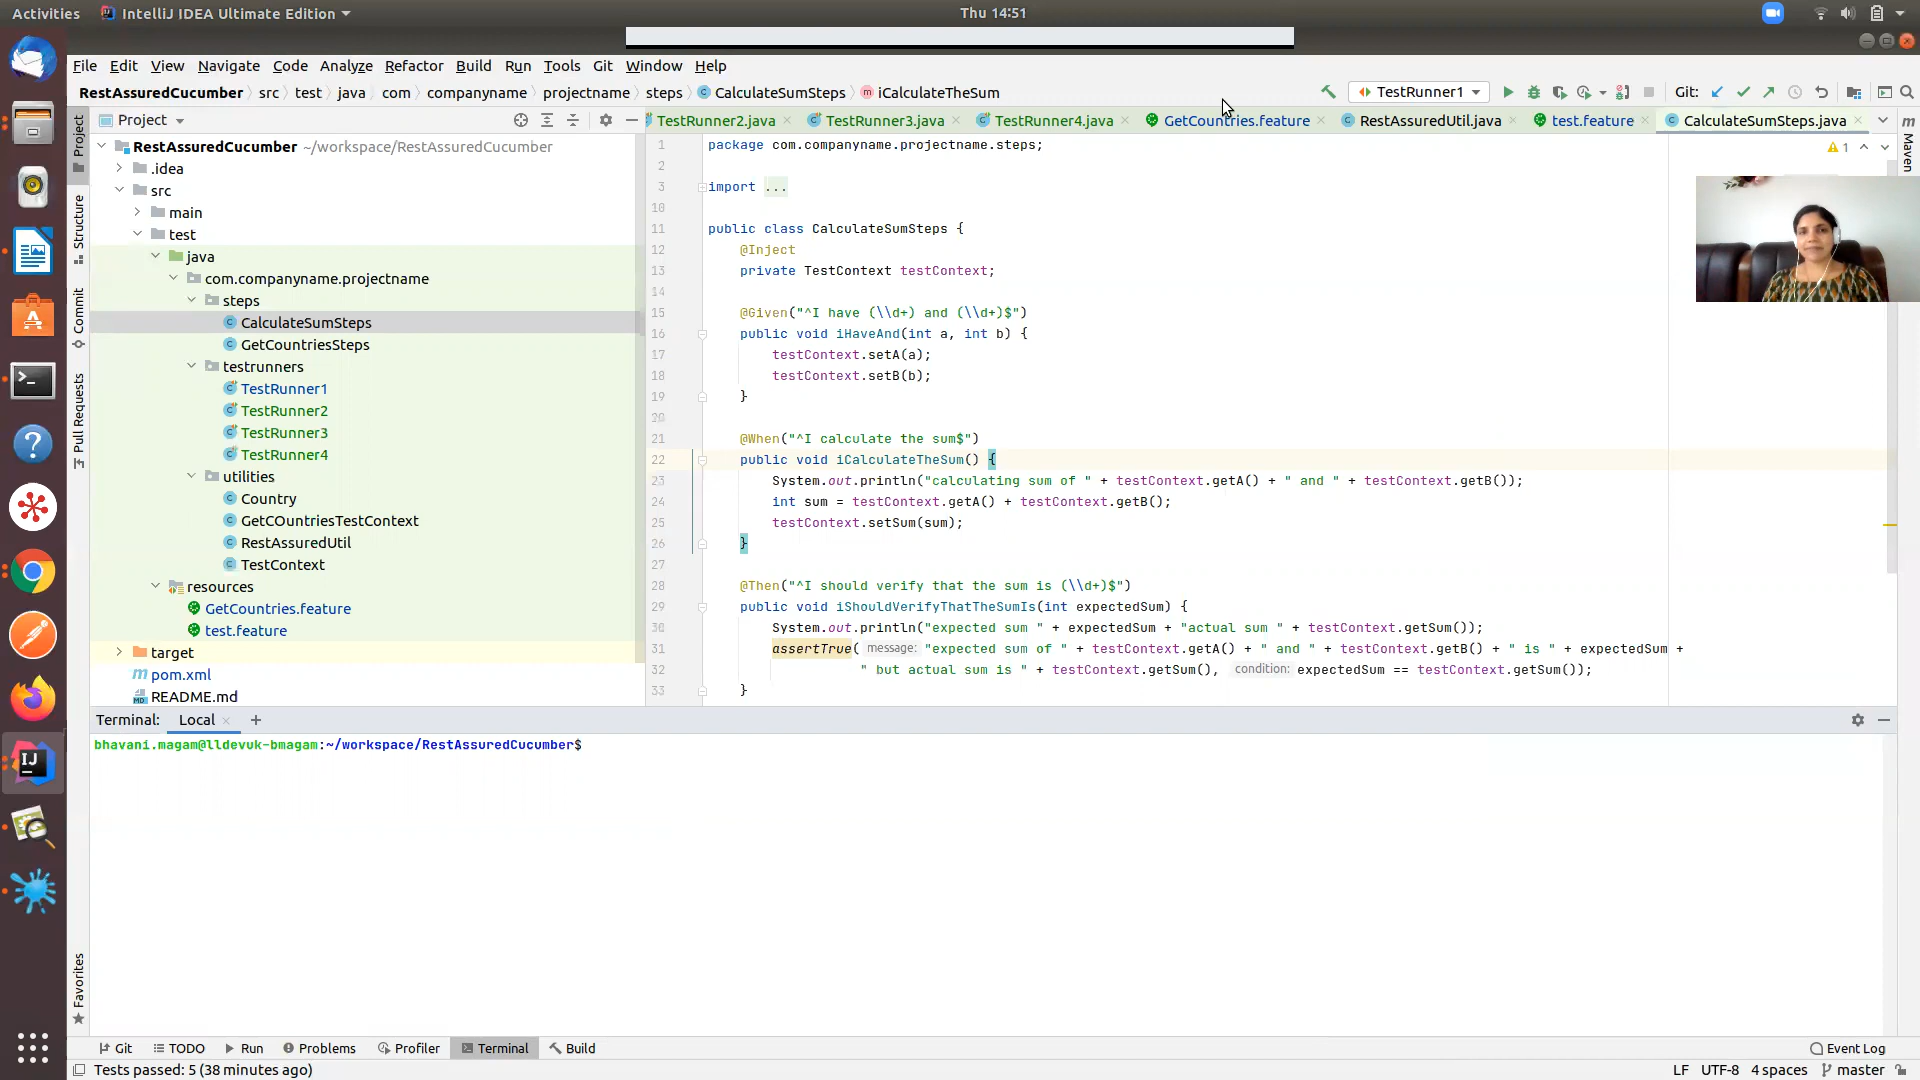 Activities IntelliJ IDEA Ultimate Edition Thu 14:51
File Edit View Navigate Code Analyze Refactor Build Run Tools Git Window Help
RestAssuredCucumber src test java com companyname projectname steps CalculateSumSteps iCalculateTheSum TestRunner1 Git:
Project
TestRunner2.java TestRunner3.java TestRunner4.java GetCountries.feature RestAssuredUtil.java test.feature CalculateSumSteps.java
RestAssuredCucumber ~/workspace/RestAssuredCucumber
.idea
src
main
test
java
com.companyname.projectname
steps
CalculateSumSteps
GetCountriesSteps
testrunners
TestRunner1
TestRunner2
TestRunner3
TestRunner4
utilities
Country
GetCOuntriesTestContext
RestAssuredUtil
TestContext
resources
GetCountries.feature
test.feature
target
pom.xml
README.md
Project
Structure
Commit
Pull Requests
Favorites
Maven
1
1 package com.companyname.projectname.steps;
2
3 import ...
10
11 public class CalculateSumSteps {
12 @Inject
13 private TestContext testContext;
14
15 @Given("^I have (\\d+) and (\\d+)$")
16 public void iHaveAnd(int a, int b) {
17 testContext.setA(a);
18 testContext.setB(b);
19 }
20
21 @When("^I calculate the sum$")
22 public void iCalculateTheSum() {
23 System.out.println("calculating sum of " + testContext.getA() + " and " + testContext.getB());
24 int sum = testContext.getA() + testContext.getB();
25 testContext.setSum(sum);
26 }
27
28 @Then("^I should verify that the sum is (\\d+)$")
29 public void iShouldVerifyThatTheSumIs(int expectedSum) {
30 System.out.println("expected sum " + expectedSum + "actual sum " + testContext.getSum());
31 assertTrue( message: "expected sum of " + testContext.getA() + " and " + testContext.getB() + " is " + expectedSum +
32 " but actual sum is " + testContext.getSum(), condition: expectedSum == testContext.getSum());
33 }
Terminal: Local +
bhavani.magam@lldevuk-bmagam:~/workspace/RestAssuredCucumber$
Git TODO Run Problems Profiler Terminal Build Event Log
Tests passed: 5 (38 minutes ago) LF UTF-8 4 spaces master